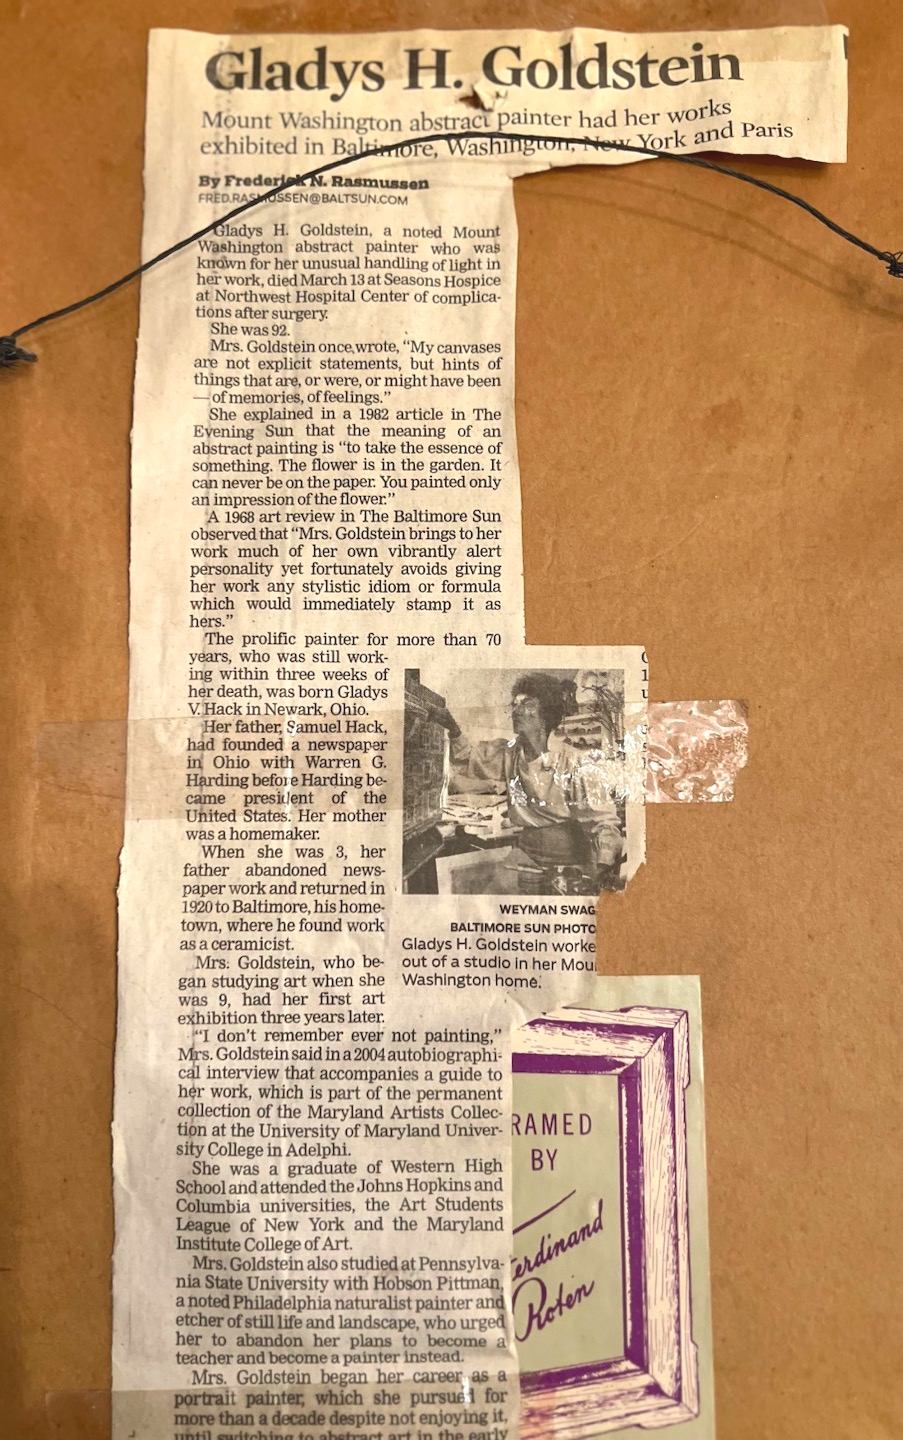 Gladys H. Goldstein
Mount Washington abstract painter had her works
exhibited in Baltimore, Washington, New York and Paris
By Frederick N. Rasmussen
FRED.RASMUSSEN@BALTSUN.COM
Gladys H. Goldstein, a noted Mount
Washington abstract painter who was
known for her unusual handling of light in
her work, died March 13 at Seasons Hospice
at Northwest Hospital Center of complica-
tions after surgery.
She was 92.
Mrs. Goldstein once wrote, “My canvases
are not explicit statements, but hints of
things that are, or were, or might have been
— of memories, of feelings.”
She explained in a 1982 article in The
Evening Sun that the meaning of an
abstract painting is “to take the essence of
something. The flower is in the garden. It
can never be on the paper. You painted only
an impression of the flower.”
A 1968 art review in The Baltimore Sun
observed that “Mrs. Goldstein brings to her
work much of her own vibrantly alert
personality yet fortunately avoids giving
her work any stylistic idiom or formula
which would immediately stamp it as
hers.”
The prolific painter for more than 70
years, who was still work-
ing within three weeks of
her death, was born Gladys
V. Hack in Newark, Ohio.
Her father, Samuel Hack,
had founded a newspaper
in Ohio with Warren G.
Harding before Harding be-
came president of the
United States. Her mother
was a homemaker.
When she was 3, her
father abandoned news-
paper work and returned in
1920 to Baltimore, his home-
town, where he found work
as a ceramicist.
Mrs. Goldstein, who be-
gan studying art when she
was 9, had her first art
exhibition three years later.
“I don’t remember ever not painting,”
Mrs. Goldstein said in a 2004 autobiographi-
cal interview that accompanies a guide to
her work, which is part of the permanent
collection of the Maryland Artists Collec-
tion at the University of Maryland Univer-
sity College in Adelphi.
She was a graduate of Western High
School and attended the Johns Hopkins and
Columbia universities, the Art Students
League of New York and the Maryland
Institute College of Art.
Mrs. Goldstein also studied at Pennsylva-
nia State University with Hobson Pittman,
a noted Philadelphia naturalist painter and
etcher of still life and landscape, who urged
her to abandon her plans to become a
teacher and become a painter instead.
Mrs. Goldstein began her career as a
portrait painter, which she pursued for
more than a decade despite not enjoying it,
until switching to abstract art in the early
WEYMAN SWAG
BALTIMORE SUN PHOTO
Gladys H. Goldstein worke
out of a studio in her Mou
Washington home.
RAMED
BY
Ferdinand
Roten